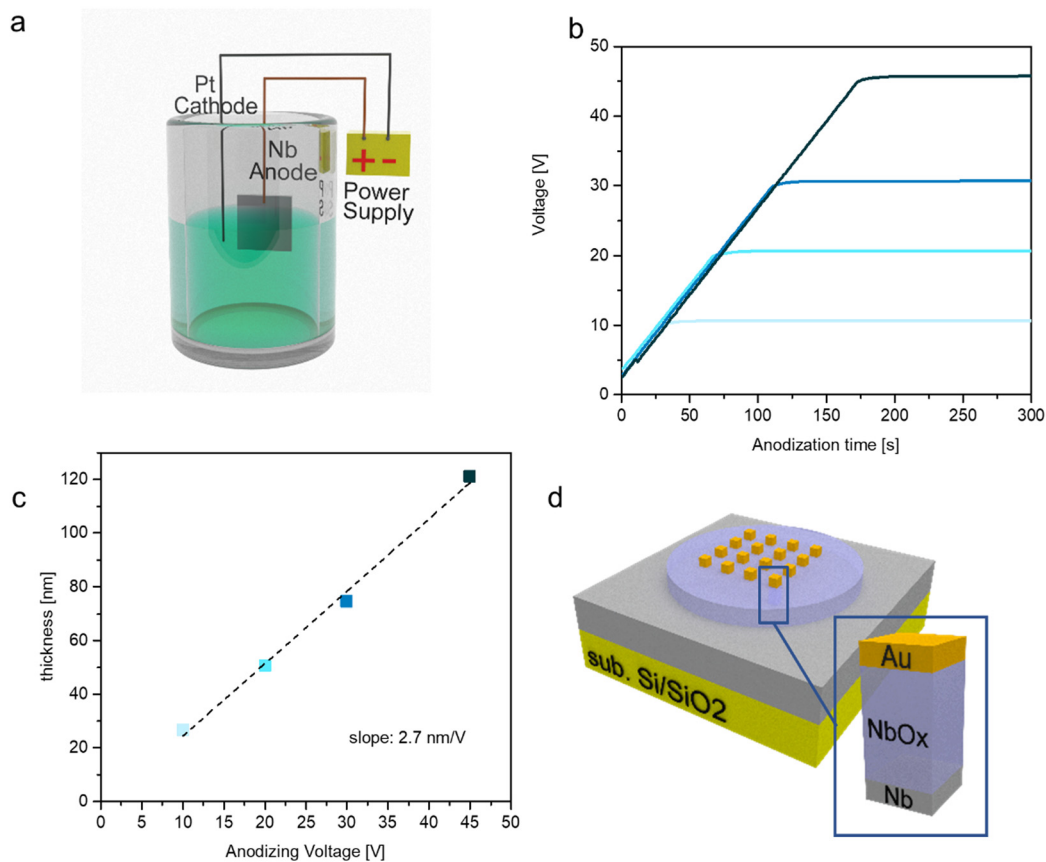 a
Pt
Cathode
Nb
Anode
+ -
Power
Supply
b
Voltage [V]
50
40
30
20
10
0
0 50 100 150 200 250 300
Anodization time [s]
c
thickness [nm]
120
100
80
60
40
20
0
0 5 10 15 20 25 30 35 40 45 50
slope: 2.7 nm/V
Anodizing Voltage [V]
d
sub. Si/SiO2
Au
NbOx
Nb